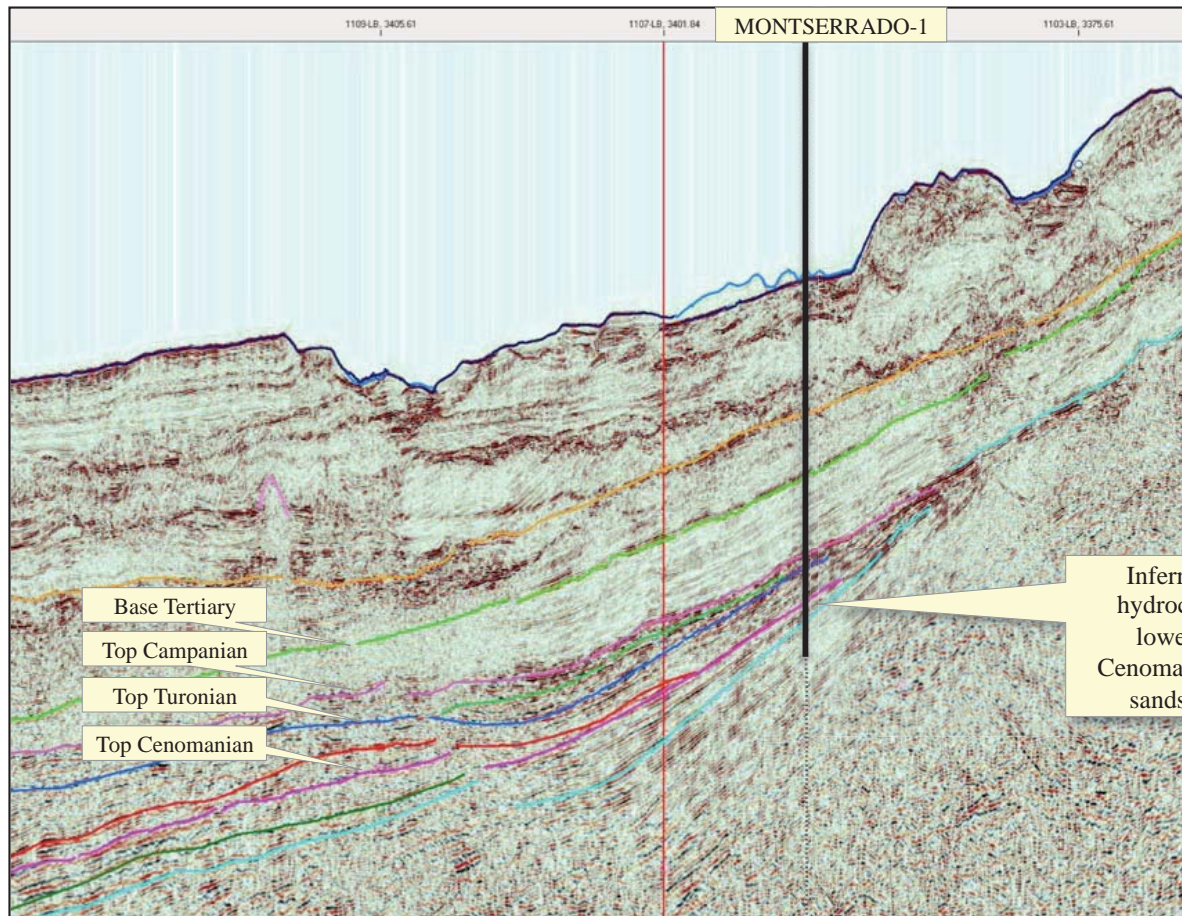 1109-LB, 3405.61
1107-LB, 3401.84
1103-LB, 3375.61
MONTSERRADO-1
Base Tertiary
Top Campanian
Top Turonian
Top Cenomanian
Inferr
hydroc
lowe
Cenoma
sands